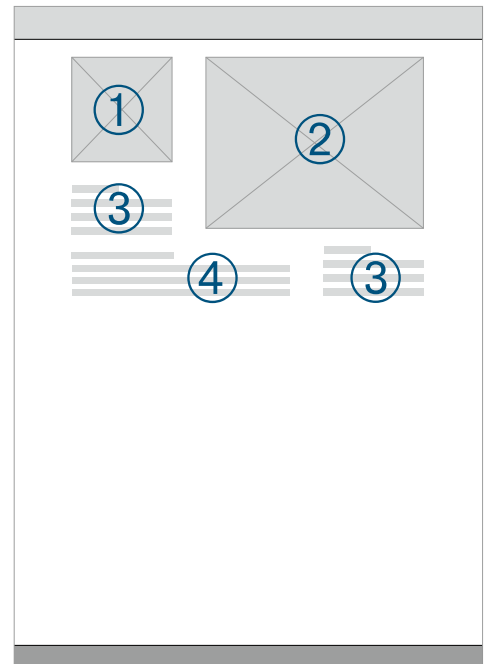 ①
②
③
④ ③